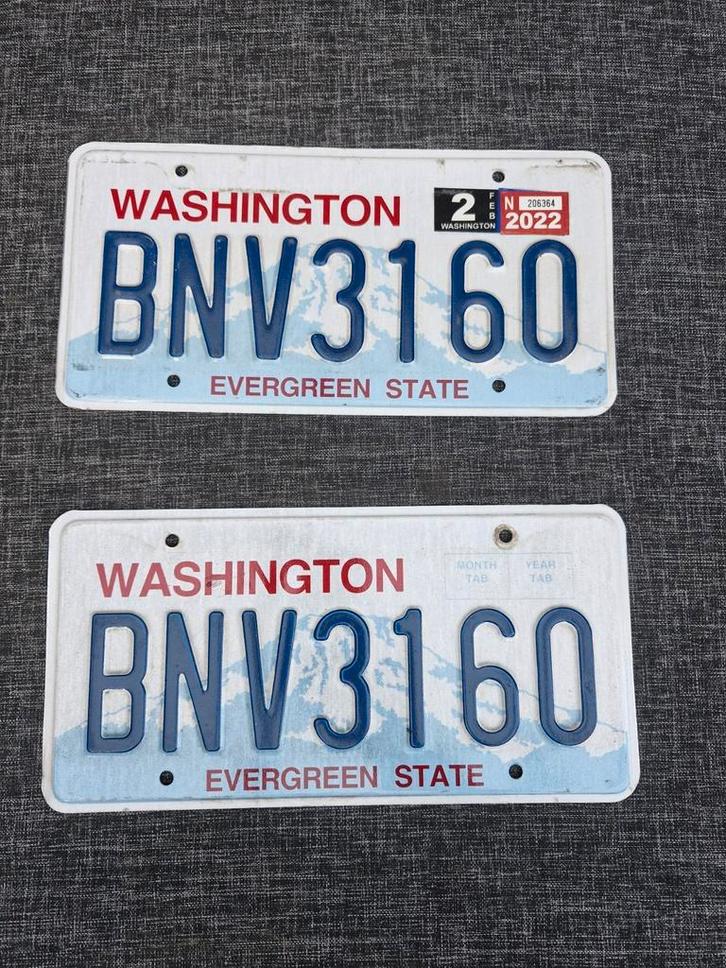 WASHINGTON 2 FEB WASHINGTON N 206364 2022
BNV3160
EVERGREEN STATE
WASHINGTON MONTH TAB YEAR TAB
BNV3160
EVERGREEN STATE